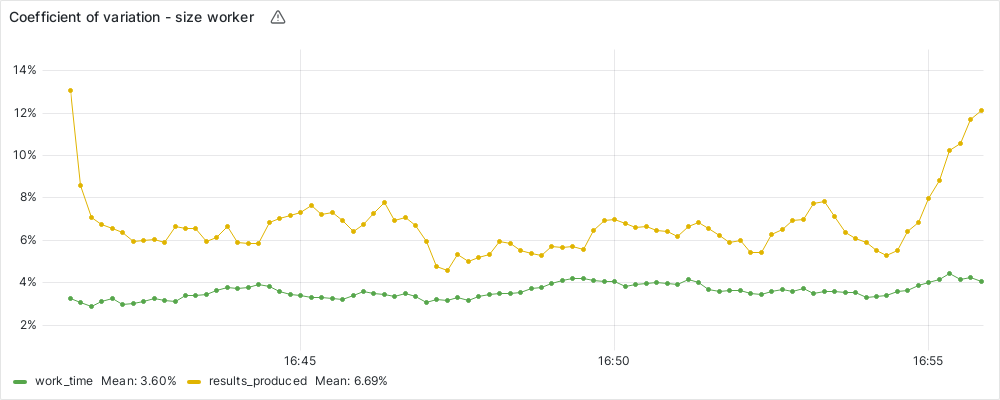 Coefficient of variation - size worker
14%
12%
10%
8%
6%
4%
2%
16:45 16:50 16:55
work_time Mean: 3.60% results_produced Mean: 6.69%